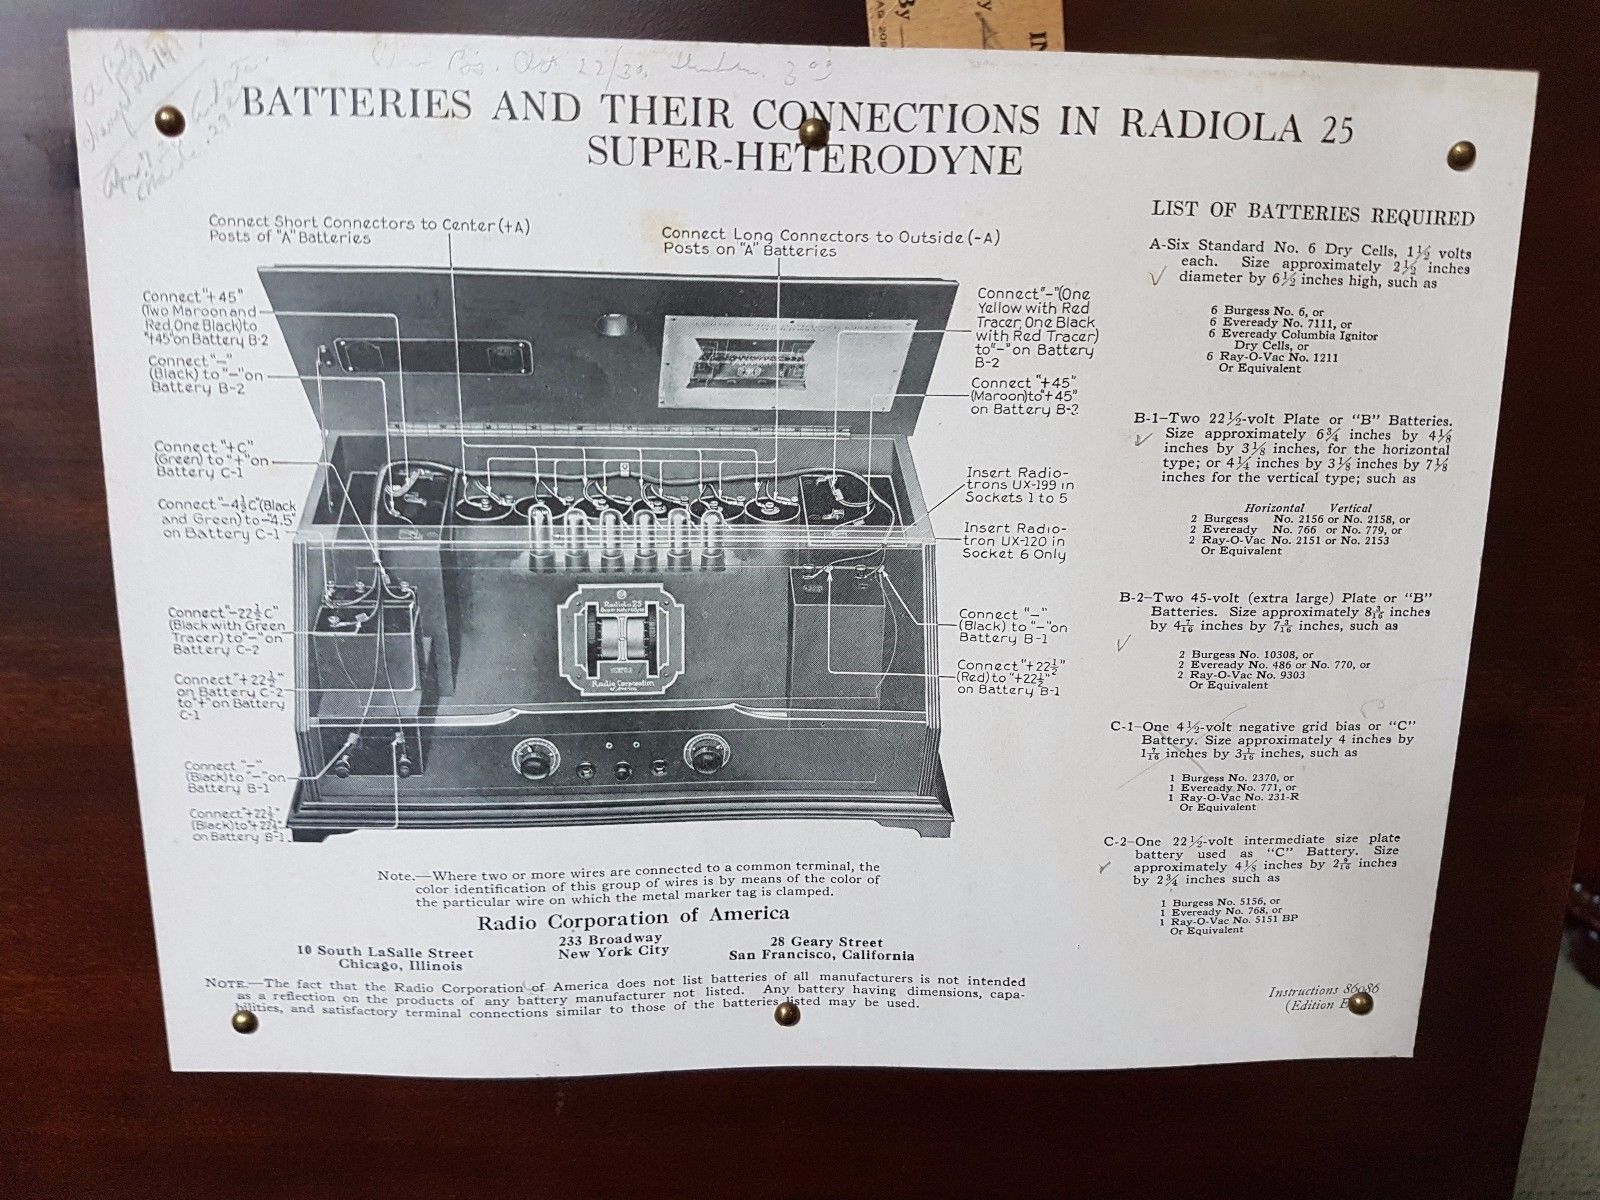 BATTERIES AND THEIR CONNECTIONS IN RADIOLA 25
SUPER-HETERODYNE
Connect Short Connectors to Center (+A)
Posts of "A" Batteries
Connect Long Connectors to Outside (-A)
Posts on "A" Batteries
Connect "+45"
(Two Maroon and
Red One Black) to
"+45" on Battery B-2
Connect "-"
(Black) to "-" on
Battery B-2
Connect "+C"
(Green) to "+" on
Battery C-1
Connect "-4½C" (Black
and Green) to -4.5"
on Battery C-1
Connect "-22½C"
(Black with Green
Tracer) to "-" on
Battery C-2
Connect "+22½"
on Battery C-2
to "+" on Battery
C-1
Connect "-"
(Black) to "-" on
Battery B-1
Connect "+22½"
(Black) to "+22½"
on Battery B-1
Connect "-" (One
Yellow with Red
Tracer, One Black
with Red Tracer)
to "-" on Battery
B-2
Connect "+45"
(Maroon) to "+45"
on Battery B-2
Insert Radio-
trons UX-199 in
Sockets 1 to 5
Insert Radio-
tron UX-120 in
Socket 6 Only
Connect "-"
(Black) to "-" on
Battery B-1
Connect "+22½"
(Red) to "+22½"
on Battery B-1
Radiola 25
Super-Heterodyne
Radio Corporation
of America
Note.—Where two or more wires are connected to a common terminal, the
color identification of this group of wires is by means of the color of
the particular wire on which the metal marker tag is clamped.
Radio Corporation of America
10 South LaSalle Street
Chicago, Illinois
233 Broadway
New York City
28 Geary Street
San Francisco, California
NOTE.—The fact that the Radio Corporation of America does not list batteries of all manufacturers is not intended
as a reflection on the products of any battery manufacturer not listed. Any battery having dimensions, capa-
bilities, and satisfactory terminal connections similar to those of the batteries listed may be used.
LIST OF BATTERIES REQUIRED
A-Six Standard No. 6 Dry Cells, 1½ volts
each. Size approximately 2½ inches
diameter by 6½ inches high, such as
6 Burgess No. 6, or
6 Eveready No. 7111, or
6 Eveready Columbia Ignitor
Dry Cells, or
6 Ray-O-Vac No. 1211
Or Equivalent
B-1—Two 22½-volt Plate or "B" Batteries.
Size approximately 6¾ inches by 4⅛
inches by 3⅛ inches, for the horizontal
type; or 4¼ inches by 3⅛ inches by 7⅛
inches for the vertical type; such as
Horizontal Vertical
2 Burgess No. 2156 or No. 2158, or
2 Eveready No. 766 or No. 779, or
2 Ray-O-Vac No. 2151 or No. 2153
Or Equivalent
B-2—Two 45-volt (extra large) Plate or "B"
Batteries. Size approximately 8 3/16 inches
by 4 7/16 inches by 7 3/16 inches, such as
2 Burgess No. 10308, or
2 Eveready No. 486 or No. 770, or
2 Ray-O-Vac No. 9303
Or Equivalent
C-1—One 4½-volt negative grid bias or "C"
Battery. Size approximately 4 inches by
1 7/16 inches by 3 1/16 inches, such as
1 Burgess No. 2370, or
1 Eveready No. 771, or
1 Ray-O-Vac No. 231-R
Or Equivalent
C-2—One 22½-volt intermediate size plate
battery used as "C" Battery. Size
approximately 4⅛ inches by 2 9/16 inches
by 2¾ inches such as
1 Burgess No. 5156, or
1 Eveready No. 768, or
1 Ray-O-Vac No. 5151 BP
Or Equivalent
Instructions 86086
(Edition